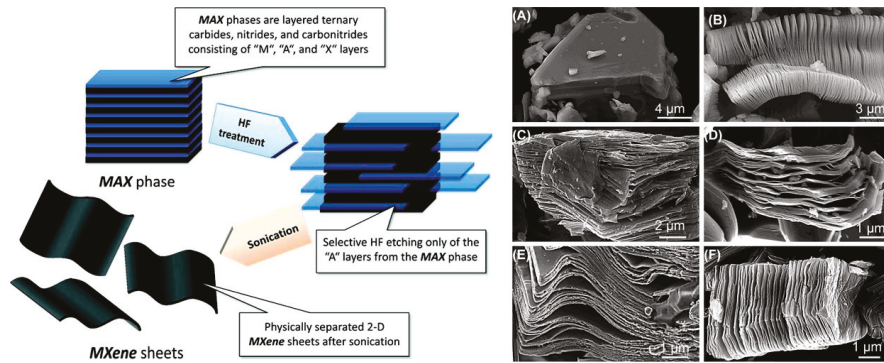 MAX phases are layered ternary
carbides, nitrides, and carbonitrides
consisting of “M”, “A”, and “X” layers
HF
treatment
MAX phase
Sonication
Selective HF etching only of the
“A” layers from the MAX phase
Physically separated 2-D
MXene sheets after sonication
MXene sheets
(A)
4 µm
(B)
3 µm
(C)
2 µm
(D)
1 µm
(E)
1 µm
(F)
1 µm